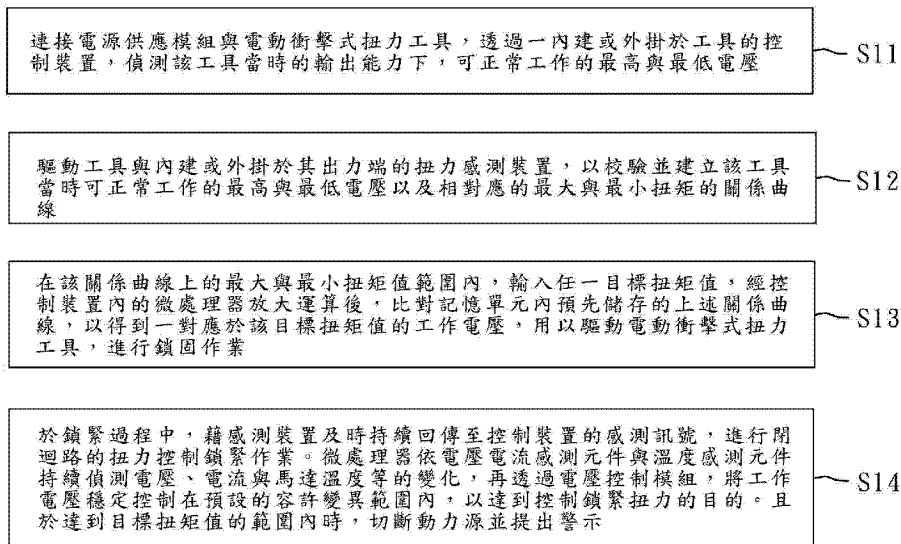 連接電源供應模組與電動衝擊式扭力工具，透過一內建或外掛於工具的控
制裝置，偵測該工具當時的輸出能力下，可正常工作的最高與最低電壓
S11
驅動工具與內建或外掛於其出力端的扭力感測裝置，以校驗並建立該工具
當時可正常工作的最高與最低電壓以及相對應的最大與最小扭矩的關係曲
線
S12
在該關係曲線上的最大與最小扭矩值範圍內，輸入任一目標扭矩值，經控
制裝置內的微處理器放大運算後，比對記憶單元內預先儲存的上述關係曲
線，以得到一對應於該目標扭矩值的工作電壓，用以驅動電動衝擊式扭力
工具，進行鎖固作業
S13
於鎖緊過程中，藉感測裝置及時持續回傳至控制裝置的感測訊號，進行閉
迴路的扭力控制鎖緊作業。微處理器依電壓電流感測元件與溫度感測元件
持續偵測電壓、電流與馬達溫度等的變化，再透過電壓控制模組，將工作
電壓穩定控制在預設的容許變異範圍內，以達到控制鎖緊扭力的目的。且
於達到目標扭矩值的範圍內時，切斷動力源並提出警示
S14